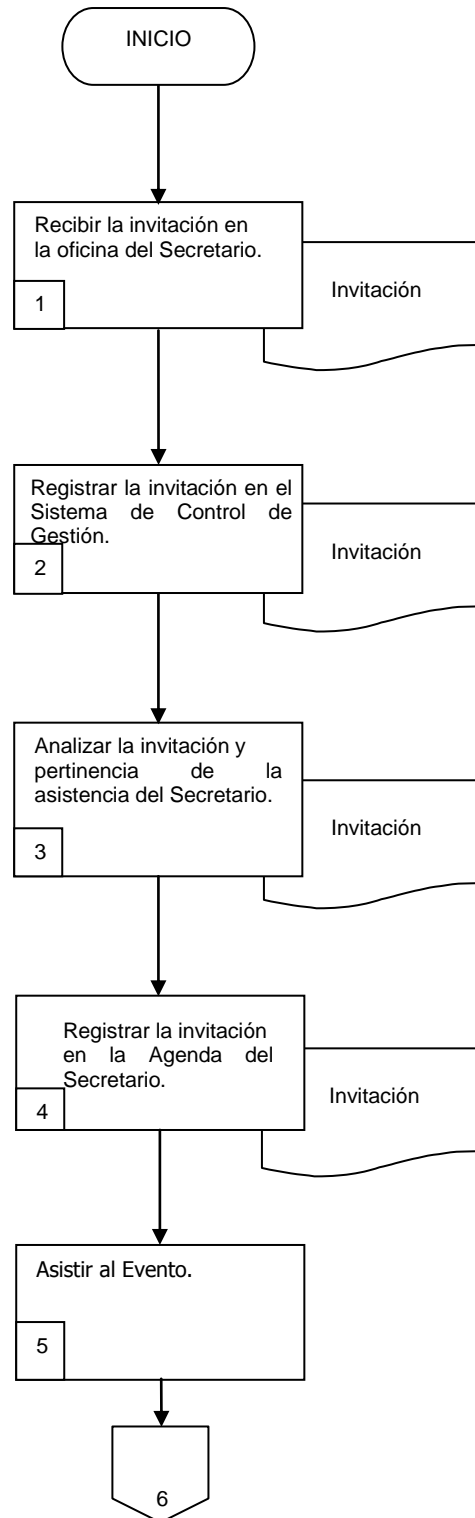 INICIO
Recibir la invitación en
la oficina del Secretario.
1
Invitación
Registrar la invitación en el
Sistema de Control de
Gestión.
2
Invitación
Analizar la invitación y
pertinencia de la
asistencia del Secretario.
3
Invitación
Registrar la invitación
en la Agenda del
Secretario.
4
Invitación
Asistir al Evento.
5
6